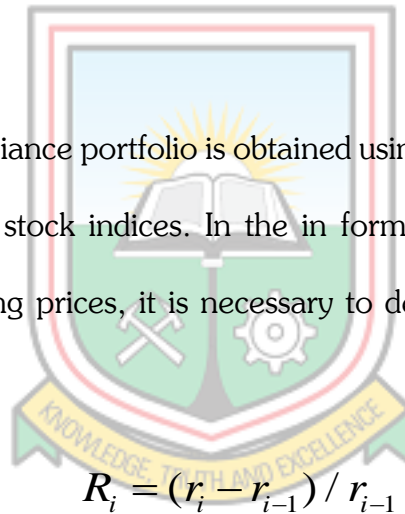 iance portfolio is obtained usin
stock indices. In the in form
ng prices, it is necessary to de
KNOWLEDGE, TRUTH AND EXCELLENCE
R_i = (r_i − r_{i−1}) / r_{i−1}